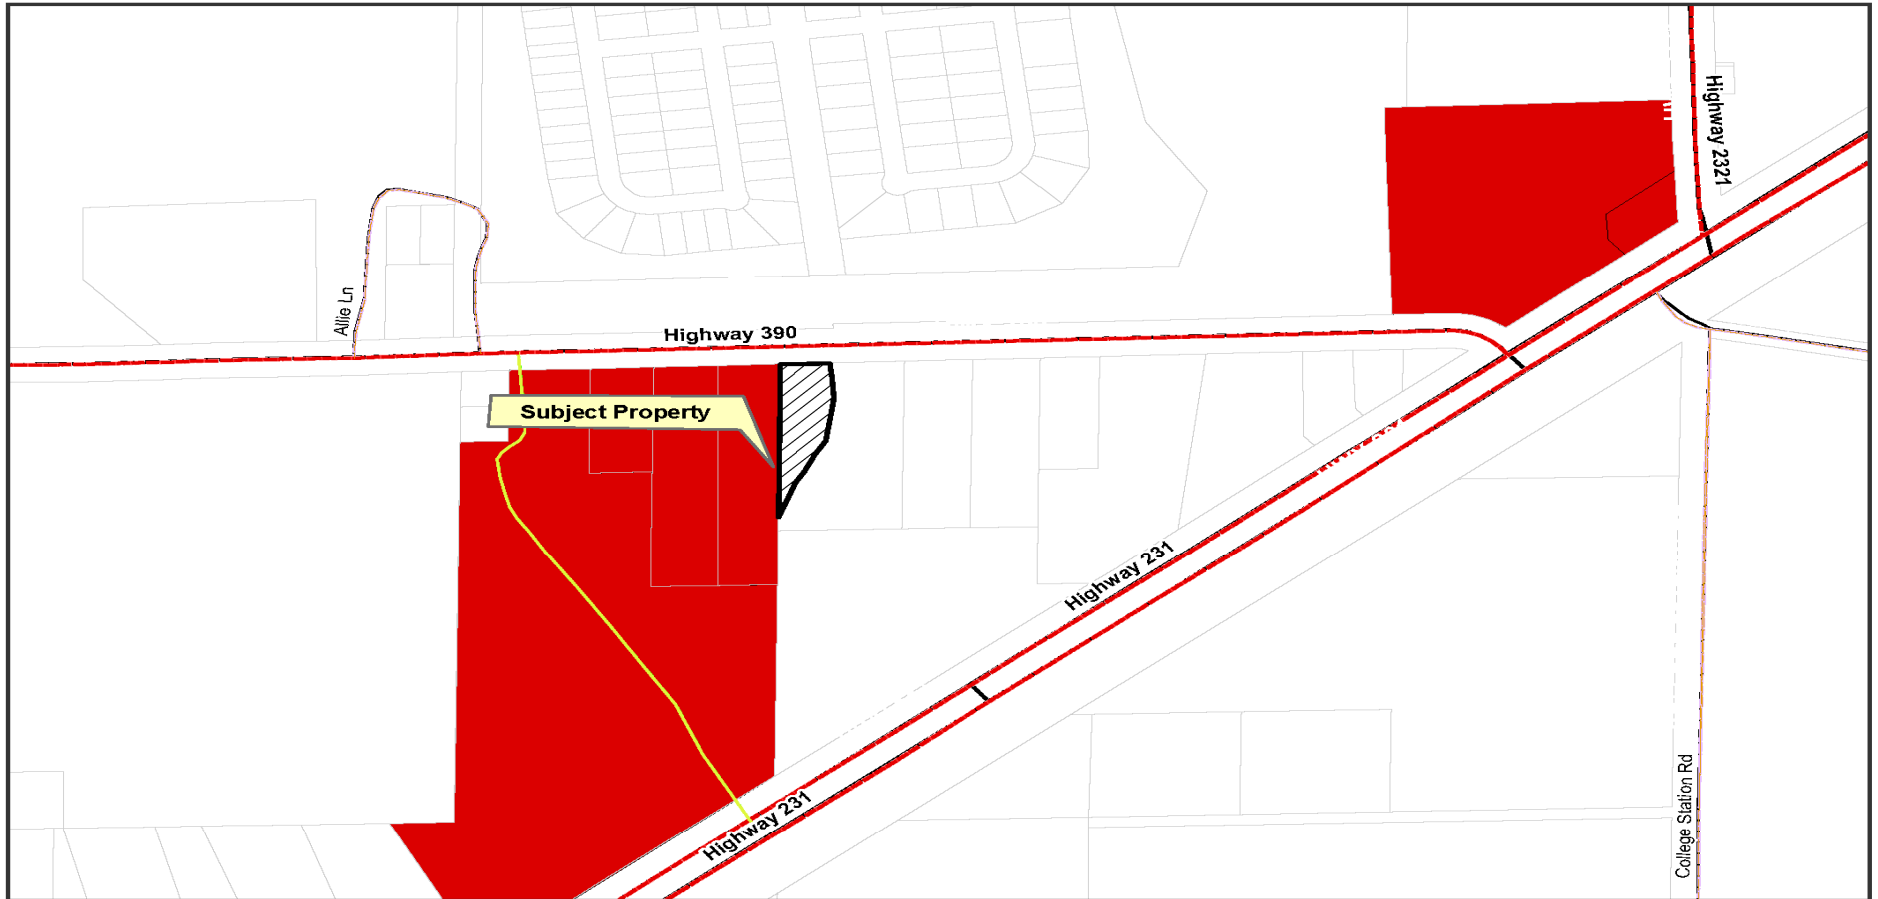 Highway 2321
Allie Ln
Highway 390
Subject Property
Highway 231
Highway 231
College Station Rd